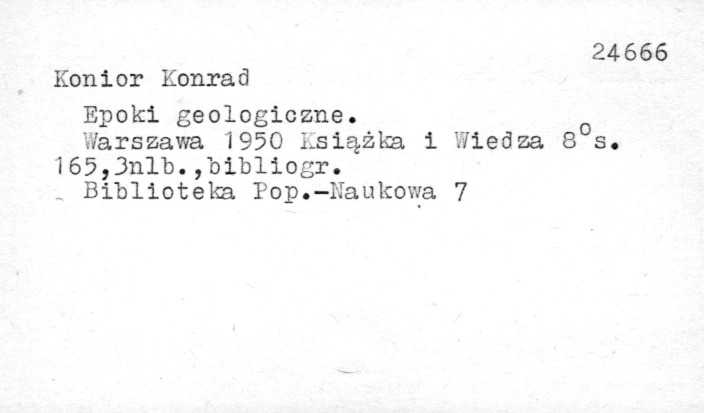 24666
Konior Konrad
Epoki geologiczne.
Warszawa 1950 Książka i Wiedza 8°s.
165,3nlb.,bibliogr.
Biblioteka Pop.-Naukowa 7